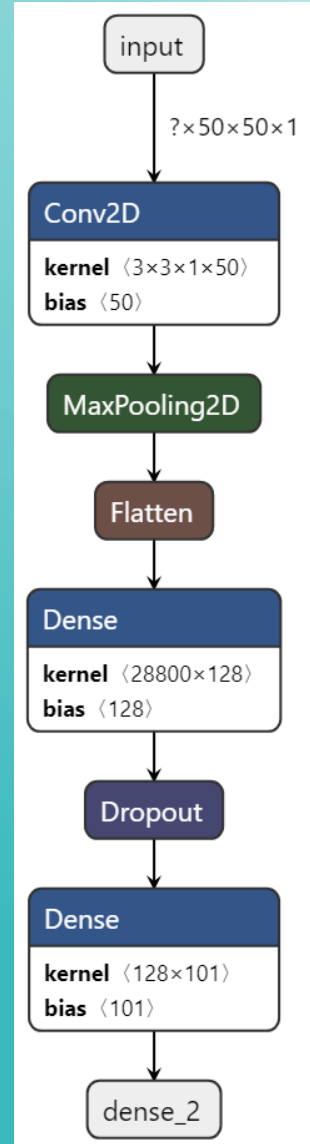 input
?×50×50×1
Conv2D
kernel 〈3×3×1×50〉
bias 〈50〉
MaxPooling2D
Flatten
Dense
kernel 〈28800×128〉
bias 〈128〉
Dropout
Dense
kernel 〈128×101〉
bias 〈101〉
dense_2